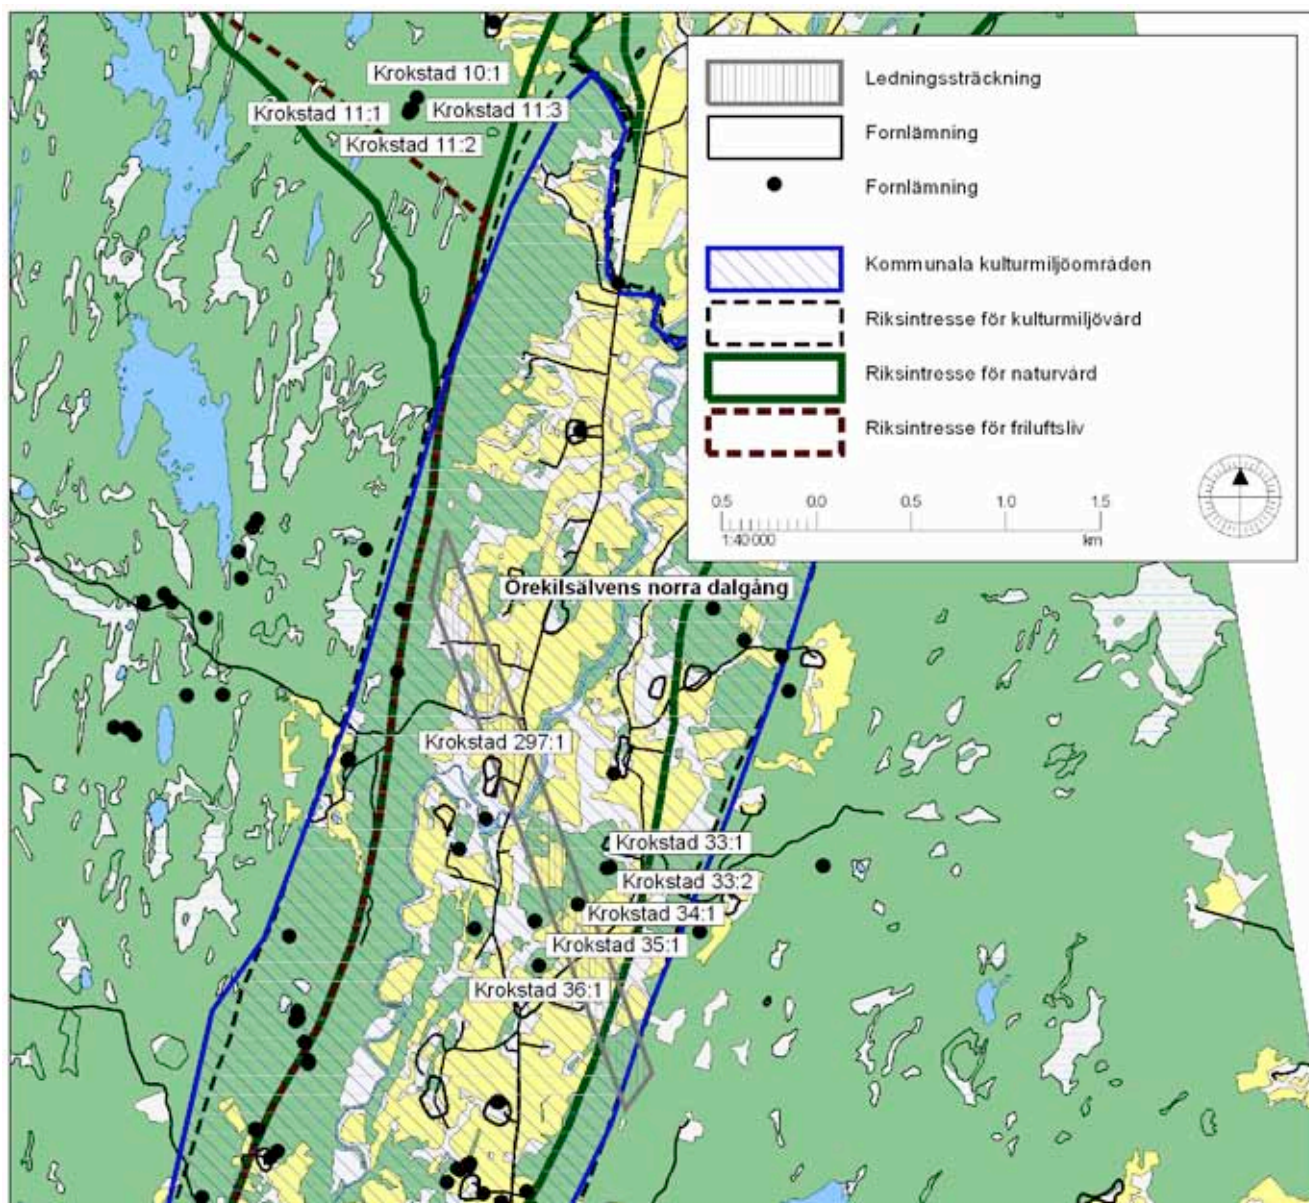 Krokstad 10:1
Krokstad 11:1
Krokstad 11:3
Krokstad 11:2
Ledningssträckning
Fornlämning
Fornlämning
Kommunala kulturmiljöområden
Riksintresse för kulturmiljövård
Riksintresse för naturvård
Riksintresse för friluftsliv
0.5 0.0 0.5 1.0 1.5
1:40 000 km
Örekilsälvens norra dalgång
Krokstad 297:1
Krokstad 33:1
Krokstad 33:2
Krokstad 34:1
Krokstad 35:1
Krokstad 36:1